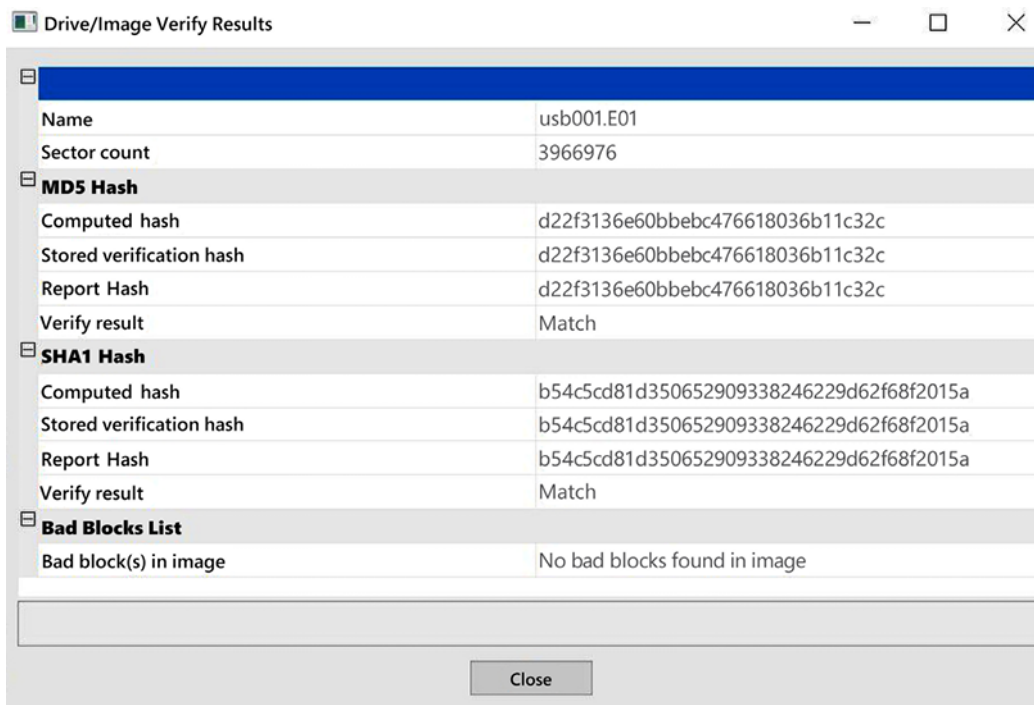 Drive/Image Verify Results
Name usb001.E01
Sector count 3966976
MD5 Hash
Computed hash d22f3136e60bbebc476618036b11c32c
Stored verification hash d22f3136e60bbebc476618036b11c32c
Report Hash d22f3136e60bbebc476618036b11c32c
Verify result Match
SHA1 Hash
Computed hash b54c5cd81d350652909338246229d62f68f2015a
Stored verification hash b54c5cd81d350652909338246229d62f68f2015a
Report Hash b54c5cd81d350652909338246229d62f68f2015a
Verify result Match
Bad Blocks List
Bad block(s) in image No bad blocks found in image
Close